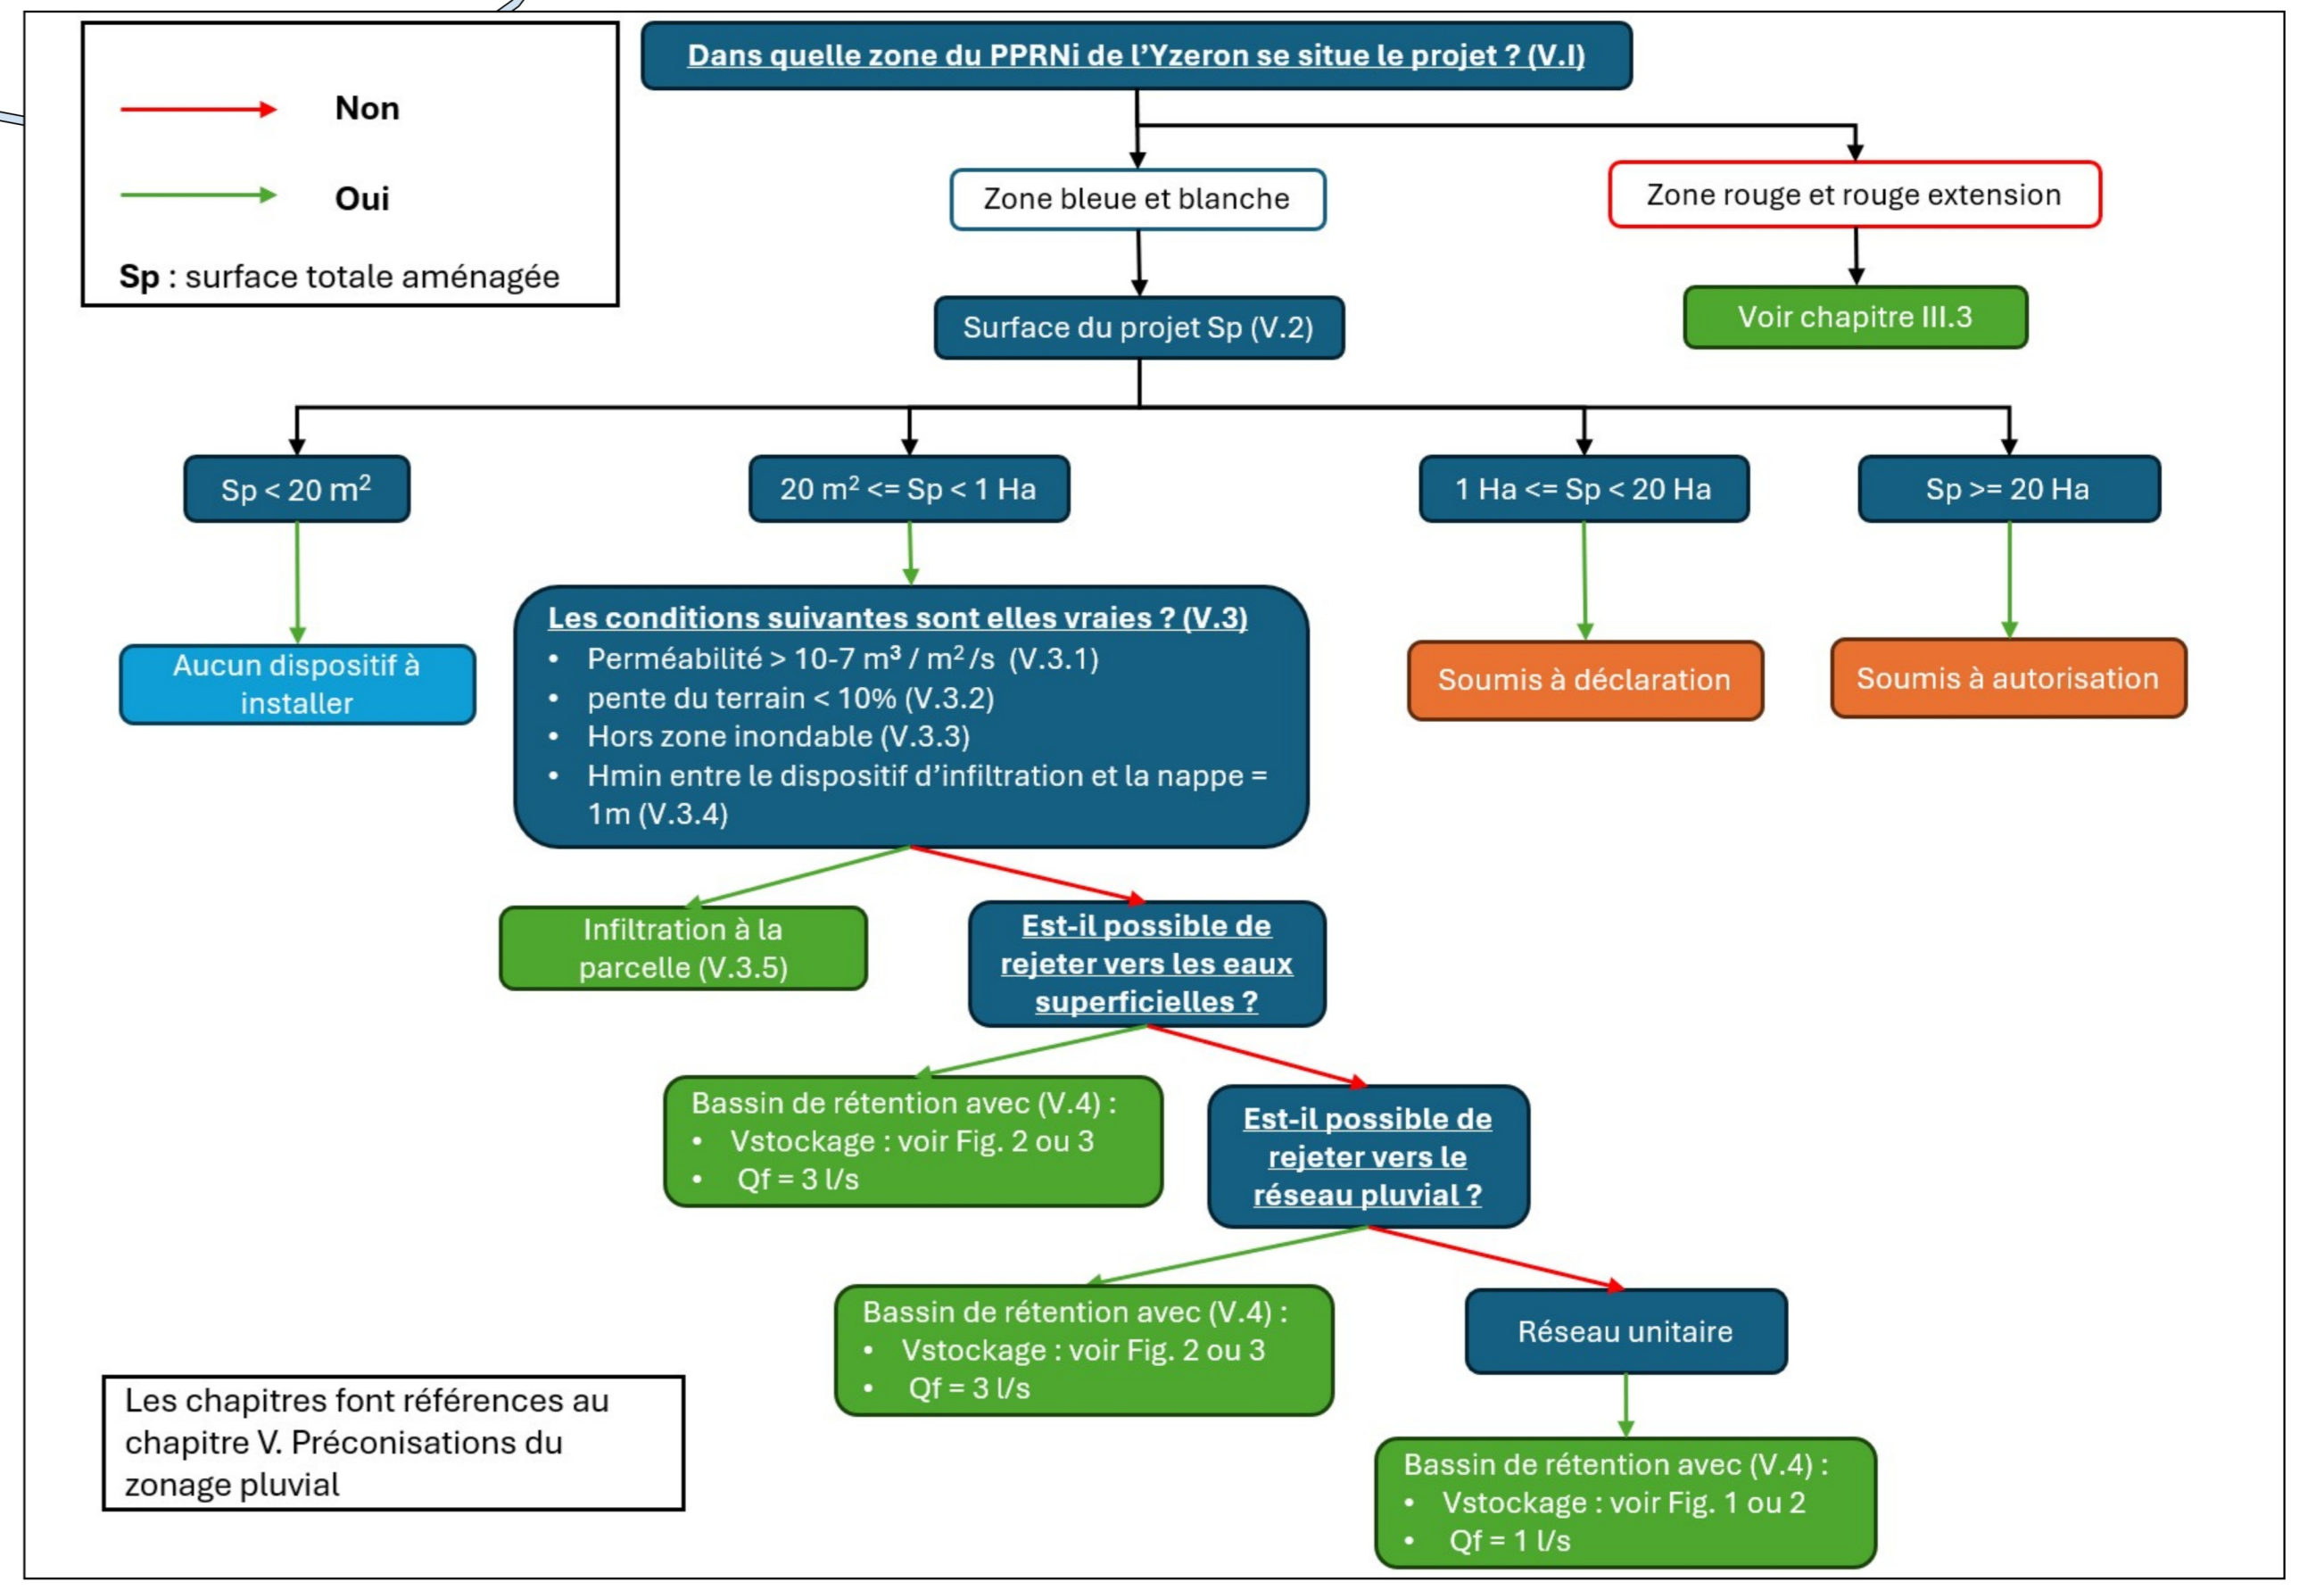 Dans quelle zone du PPRNi de l'Yzeron se situe le projet ? (V.I)
Non
Oui
Sp : surface totale aménagée
Zone bleue et blanche
Zone rouge et rouge extension
Surface du projet Sp (V.2)
Voir chapitre III.3
Sp < 20 m²
20 m² <= Sp < 1 Ha
1 Ha <= Sp < 20 Ha
Sp >= 20 Ha
Aucun dispositif à
installer
Les conditions suivantes sont elles vraies ? (V.3)
• Perméabilité > 10-7 m³ / m² /s (V.3.1)
• pente du terrain < 10% (V.3.2)
• Hors zone inondable (V.3.3)
• Hmin entre le dispositif d'infiltration et la nappe =
1m (V.3.4)
Soumis à déclaration
Soumis à autorisation
Infiltration à la
parcelle (V.3.5)
Est-il possible de
rejeter vers les eaux
superficielles ?
Bassin de rétention avec (V.4) :
• Vstockage : voir Fig. 2 ou 3
• Qf = 3 l/s
Est-il possible de
rejeter vers le
réseau pluvial ?
Bassin de rétention avec (V.4) :
• Vstockage : voir Fig. 2 ou 3
• Qf = 3 l/s
Réseau unitaire
Bassin de rétention avec (V.4) :
• Vstockage : voir Fig. 1 ou 2
• Qf = 1 l/s
Les chapitres font références au
chapitre V. Préconisations du
zonage pluvial